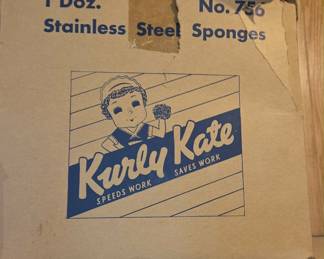 1 Doz. No. 756
Stainless Steel Sponges
Kurly Kate
SPEEDS WORK SAVES WORK